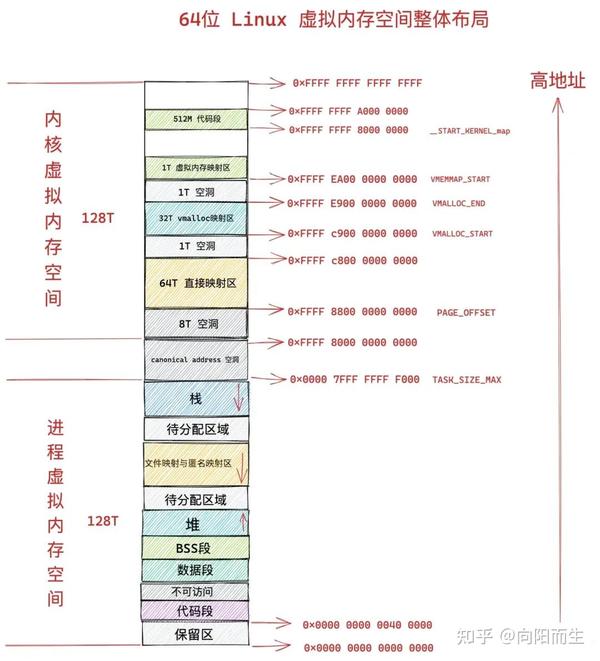 64位 Linux 虚拟内存空间整体布局
0×FFFF FFFF FFFF FFFF
高地址
0×FFFF FFFF A000 0000
512M 代码段
0×FFFF FFFF 8000 0000 __START_KERNEL_map
内核虚拟内存空间
128T
1T 虚拟内存映射区
0×FFFF EA00 0000 0000 VMEMMAP_START
1T 空洞
0×FFFF E900 0000 0000 VMALLOC_END
32T vmalloc映射区
0×FFFF c900 0000 0000 VMALLOC_START
1T 空洞
0×FFFF c800 0000 0000
64T 直接映射区
0×FFFF 8800 0000 0000 PAGE_OFFSET
8T 空洞
0×FFFF 8000 0000 0000
canonical address 空洞
0×0000 7FFF FFFF F000 TASK_SIZE_MAX
栈
待分配区域
进程虚拟内存空间
128T
文件映射与匿名映射区
待分配区域
堆
BSS段
数据段
不可访问
代码段
0×0000 0000 0040 0000
保留区
0×0000 0000 0000 0000
知乎 @向阳而生